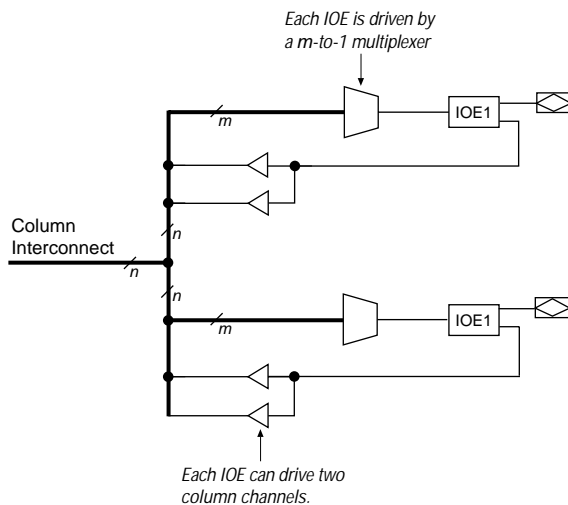 Each IOE is driven by
a m-to-1 multiplexer
m
IOE1
Column
Interconnect
n
n
n
m
IOE1
Each IOE can drive two
column channels.